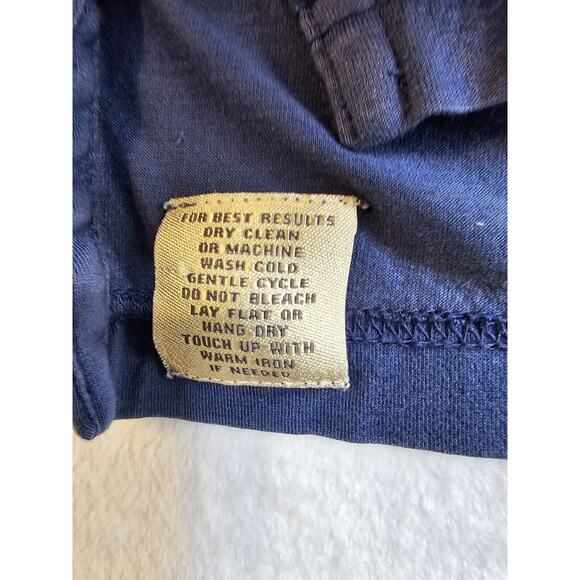 FOR BEST RESULTS
DRY CLEAN
OR MACHINE
WASH COLD
GENTLE CYCLE
DO NOT BLEACH
LAY FLAT OR
HANG DRY
TOUCH UP WITH
WARM IRON
IF NEEDED